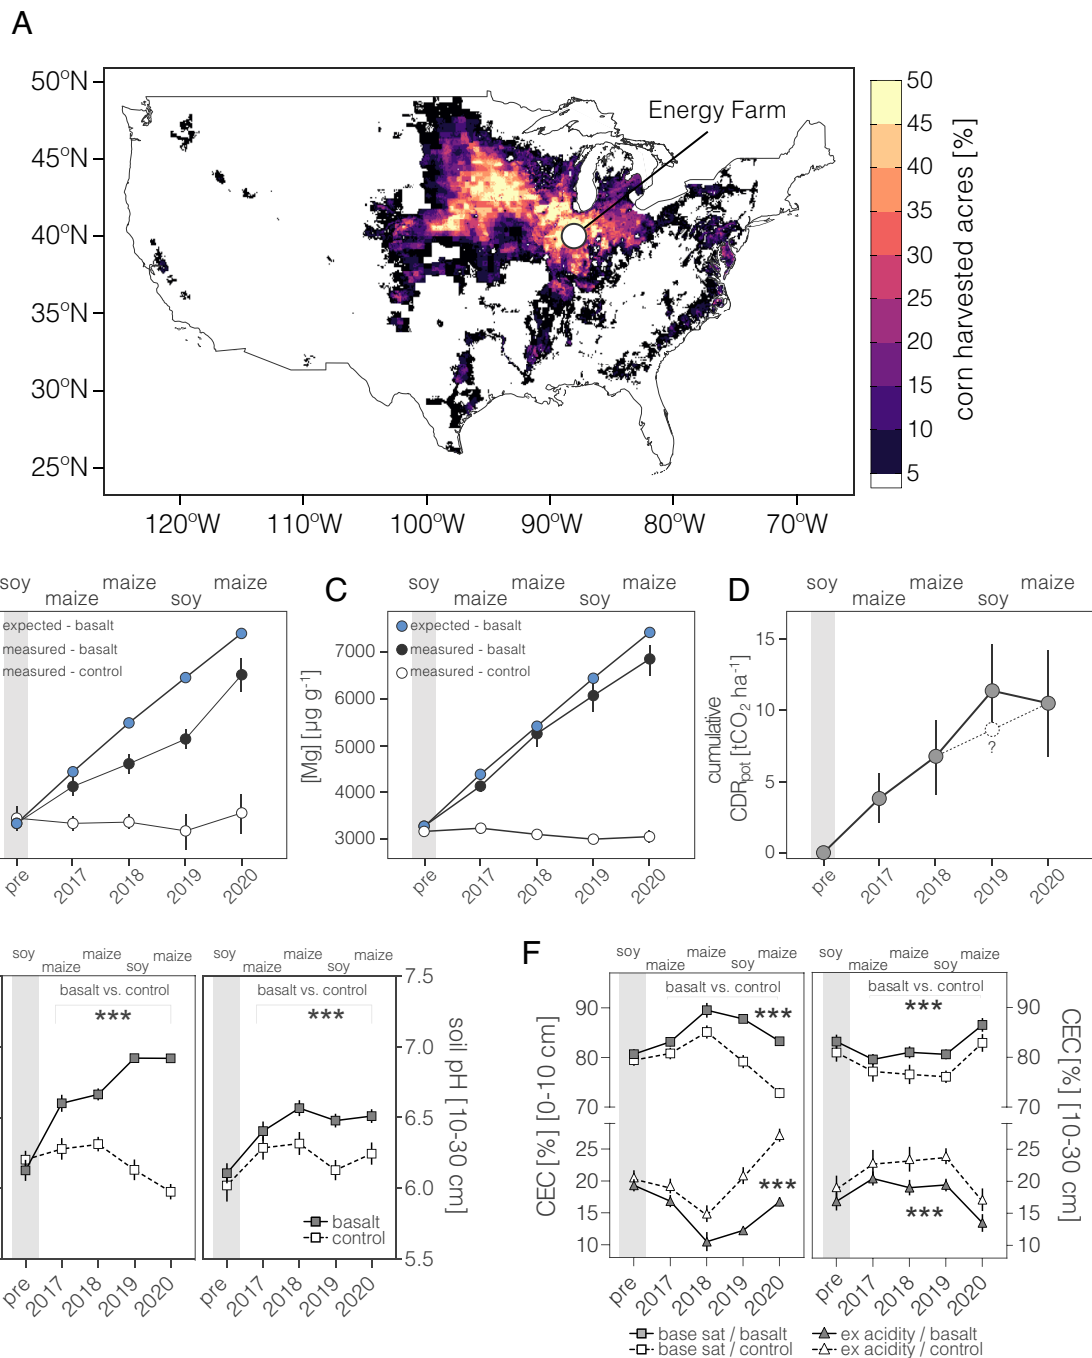 A
Energy Farm
50°N
45°N
40°N
35°N
30°N
25°N
120°W
110°W
100°W
90°W
80°W
70°W
50
45
40
35
30
25
20
15
10
5
corn harvested acres [%]
soy
maize
maize
soy
maize
expected - basalt
measured - basalt
measured - control
pre
2017
2018
2019
2020
C
soy
maize
maize
soy
maize
expected - basalt
measured - basalt
measured - control
[Mg] [µg g⁻¹]
7000
6000
5000
4000
3000
pre
2017
2018
2019
2020
D
soy
maize
maize
soy
maize
cumulative
CDRpot [tCO₂ ha⁻¹]
15
10
5
0
?
pre
2017
2018
2019
2020
soy
maize
maize
soy
maize
basalt vs. control
***
basalt
control
pre
2017
2018
2019
2020
soy
maize
maize
soy
maize
basalt vs. control
***
7.5
7.0
6.5
6.0
5.5
soil pH [10-30 cm]
pre
2017
2018
2019
2020
F
soy
maize
maize
soy
maize
basalt vs. control
***
***
CEC [%] [0-10 cm]
90
80
70
25
20
15
10
pre
2017
2018
2019
2020
soy
maize
maize
soy
maize
basalt vs. control
***
***
90
80
70
25
20
15
10
CEC [%] [10-30 cm]
pre
2017
2018
2019
2020
base sat / basalt
base sat / control
ex acidity / basalt
ex acidity / control